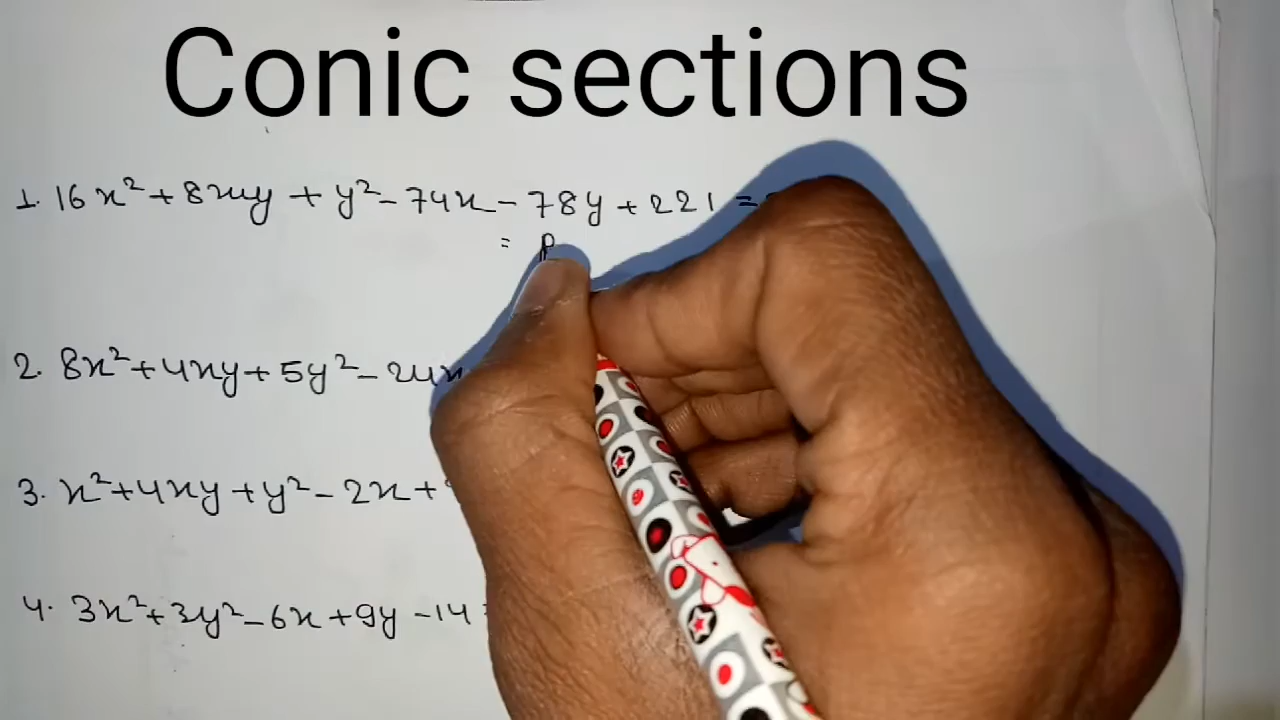 Conic sections
1. 16x² + 8xy + y² - 74x - 78y + 221 =
= P
2. 8x² + 4xy + 5y² - 24x
3. x² + 4xy + y² - 2x +
4. 3x² + 3y² - 6x + 9y - 14 =